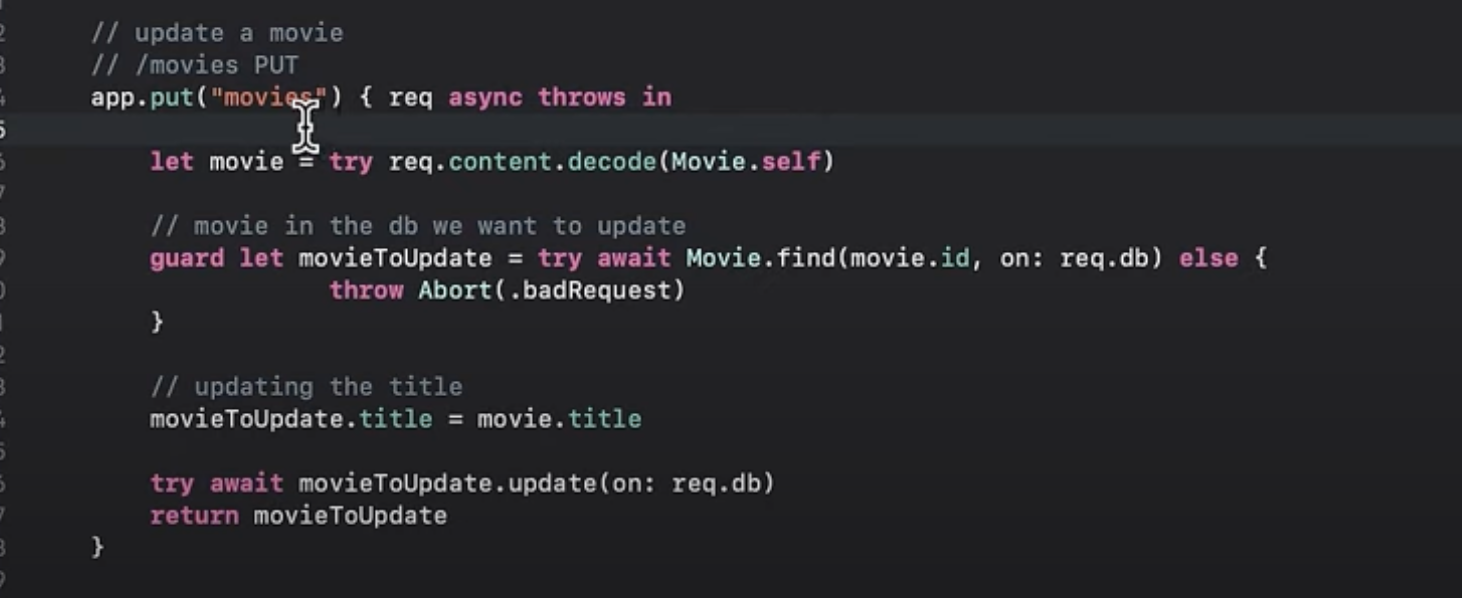 // update a movie
// /movies PUT
app.put("movies") { req async throws in
let movie = try req.content.decode(Movie.self)
// movie in the db we want to update
guard let movieToUpdate = try await Movie.find(movie.id, on: req.db) else {
throw Abort(.badRequest)
}
// updating the title
movieToUpdate.title = movie.title
try await movieToUpdate.update(on: req.db)
return movieToUpdate
}